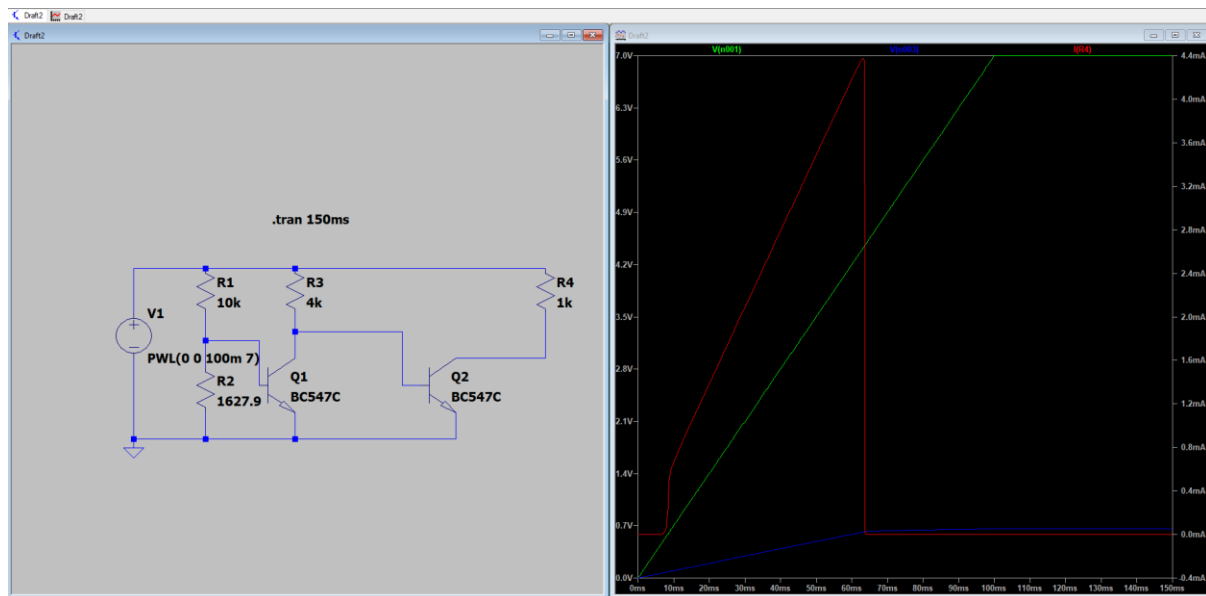 Draft2 Draft2
Draft2
.tran 150ms
R1
10k
R3
4k
R4
1k
V1
PWL(0 0 100m 7)
R2
1627.9
Q1
BC547C
Q2
BC547C
Draft2
V(n001) V(n003) I(R4)
7.0V 4.4mA
6.3V 4.0mA
5.6V 3.6mA
4.9V 3.2mA
4.2V 2.8mA
3.5V 2.4mA
2.8V 2.0mA
2.1V 1.6mA
1.4V 1.2mA
0.7V 0.8mA
0.0V 0.4mA
0.0mA
-0.4mA
0ms 10ms 20ms 30ms 40ms 50ms 60ms 70ms 80ms 90ms 100ms 110ms 120ms 130ms 140ms 150ms